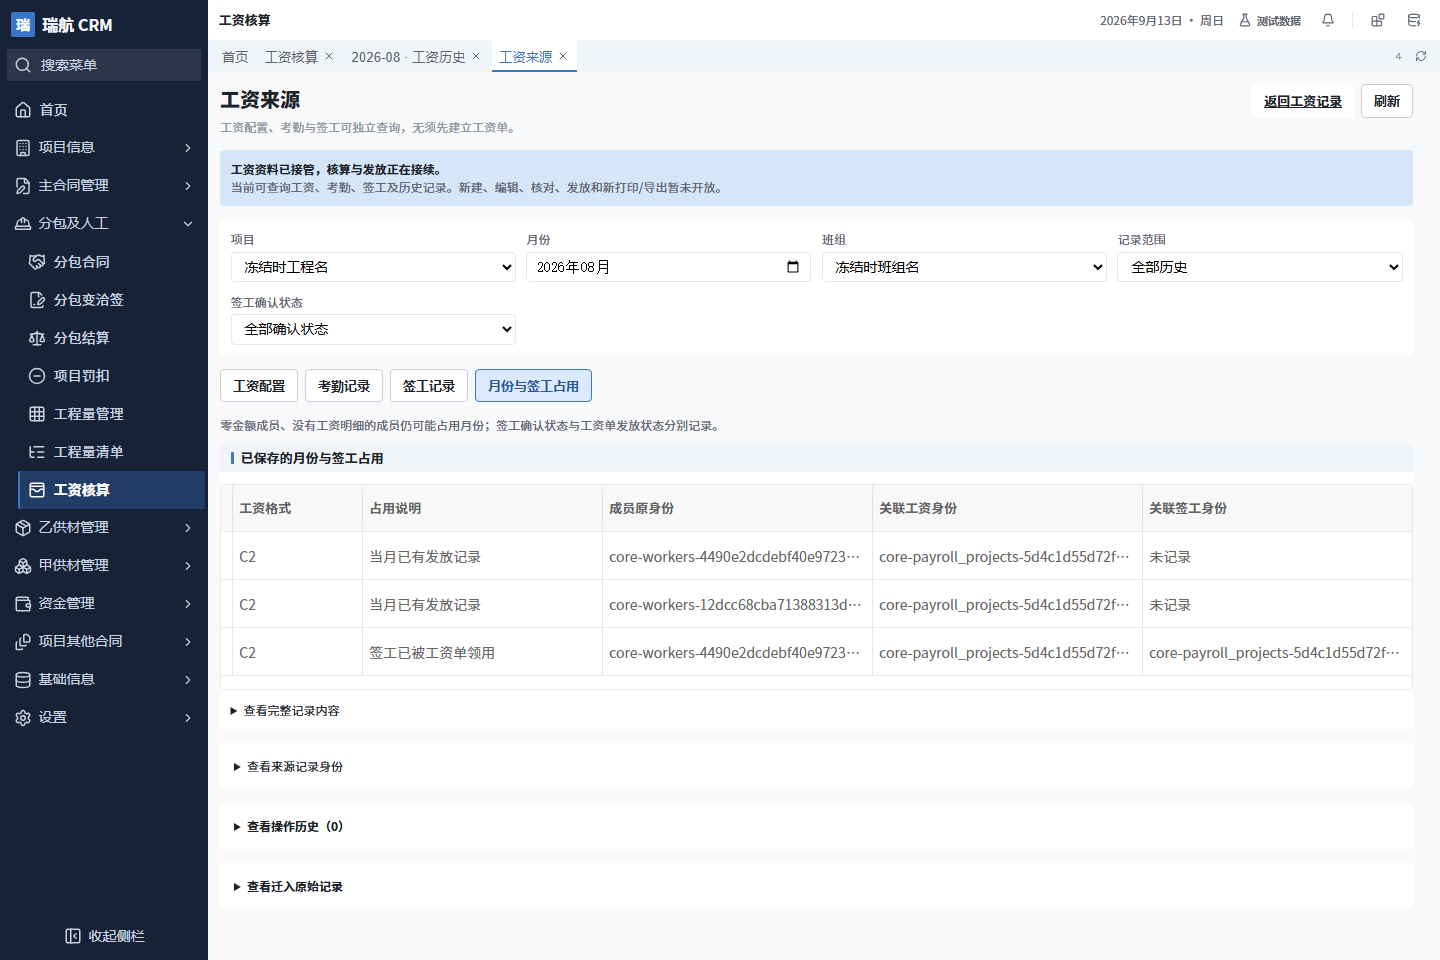 瑞 瑞航 CRM
搜索菜单
首页
项目信息
主合同管理
分包及人工
分包合同
分包变洽签
分包结算
项目罚扣
工程量管理
工程量清单
工资核算
乙供材管理
甲供材管理
资金管理
项目其他合同
基础信息
设置
收起侧栏
工资核算
2026年9月13日 · 周日 测试数据
首页 工资核算 × 2026-08 · 工资历史 × 工资来源 ×
4
工资来源
返回工资记录 刷新
工资配置、考勤与签工可独立查询，无须先建立工资单。
工资资料已接管，核算与发放正在接续。
当前可查询工资、考勤、签工及历史记录。新建、编辑、核对、发放和新打印/导出暂未开放。
项目 月份 班组 记录范围
冻结时工程名 2026年08月 冻结时班组名 全部历史
签工确认状态
全部确认状态
工资配置 考勤记录 签工记录 月份与签工占用
零金额成员、没有工资明细的成员仍可能占用月份；签工确认状态与工资单发放状态分别记录。
已保存的月份与签工占用
工资格式 占用说明 成员原身份 关联工资身份 关联签工身份
C2 当月已有发放记录 core-workers-4490e2dcdebf40e9723··· core-payroll_projects-5d4c1d55d72f··· 未记录
C2 当月已有发放记录 core-workers-12dcc68cba71388313d··· core-payroll_projects-5d4c1d55d72f··· 未记录
C2 签工已被工资单领用 core-workers-4490e2dcdebf40e9723··· core-payroll_projects-5d4c1d55d72f··· core-payroll_projects-5d4c1d55d72f···
▶ 查看完整记录内容
▶ 查看来源记录身份
▶ 查看操作历史（0）
▶ 查看迁入原始记录